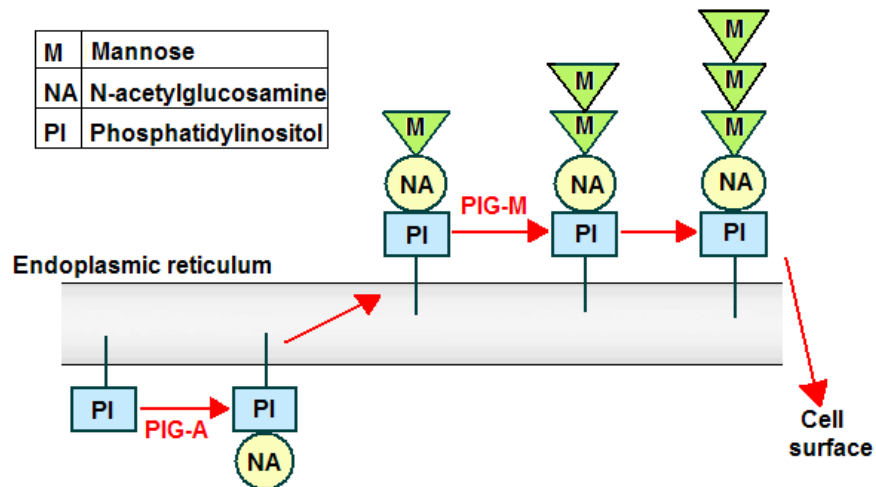 M Mannose
NA N-acetylglucosamine
PI Phosphatidylinositol
M
M
M
M
M
M
NA
NA
NA
PIG-M
PI
PI
PI
Endoplasmic reticulum
PI
PI
PIG-A
NA
Cell
surface